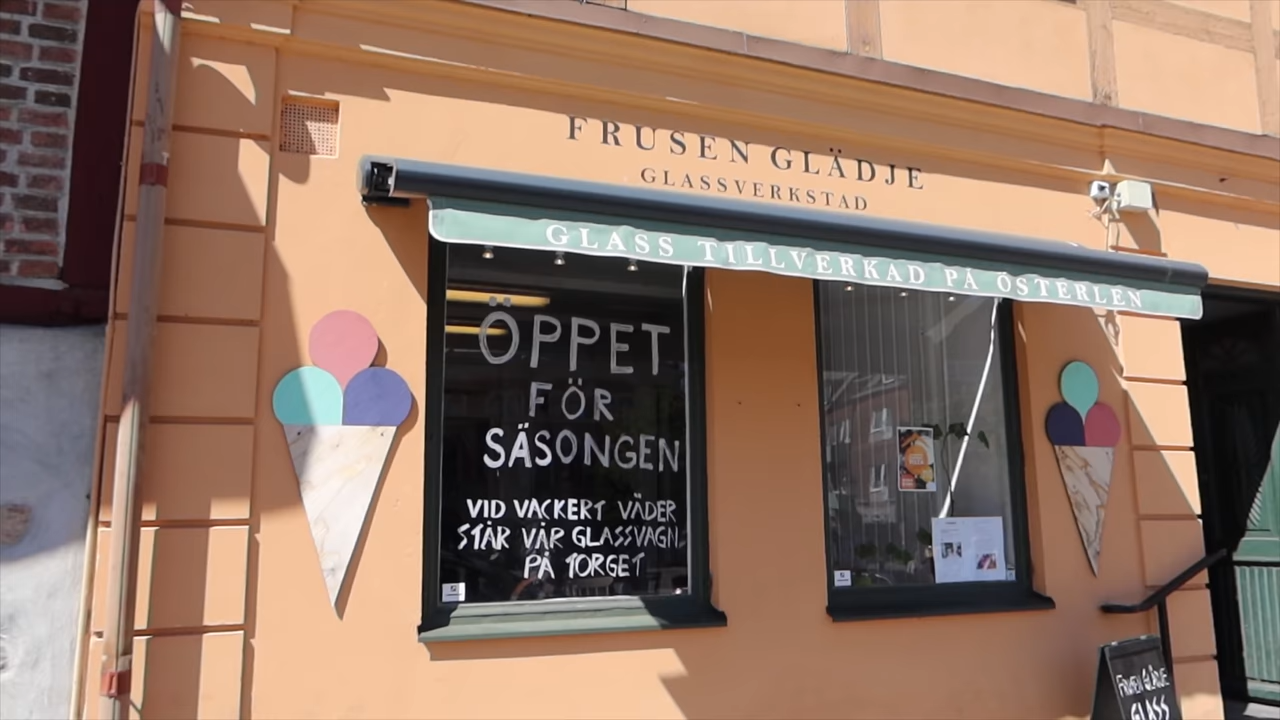 FRUSEN GLÄDJE
GLASSVERKSTAD
GLASS TILLVERKAD PÅ ÖSTERLEN
ÖPPET
FÖR
SÄSONGEN
VID VACKERT VÄDER
STÅR VÅR GLASSVAGN
PÅ TORGET
FRUSEN GLÄDJE
GLASS